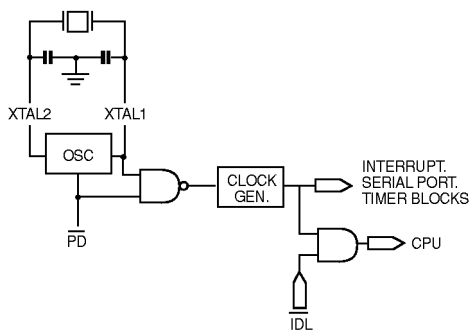 XTAL2
XTAL1
OSC
CLOCK
GEN.
INTERRUPT.
SERIAL PORT.
TIMER BLOCKS
PD
CPU
IDL